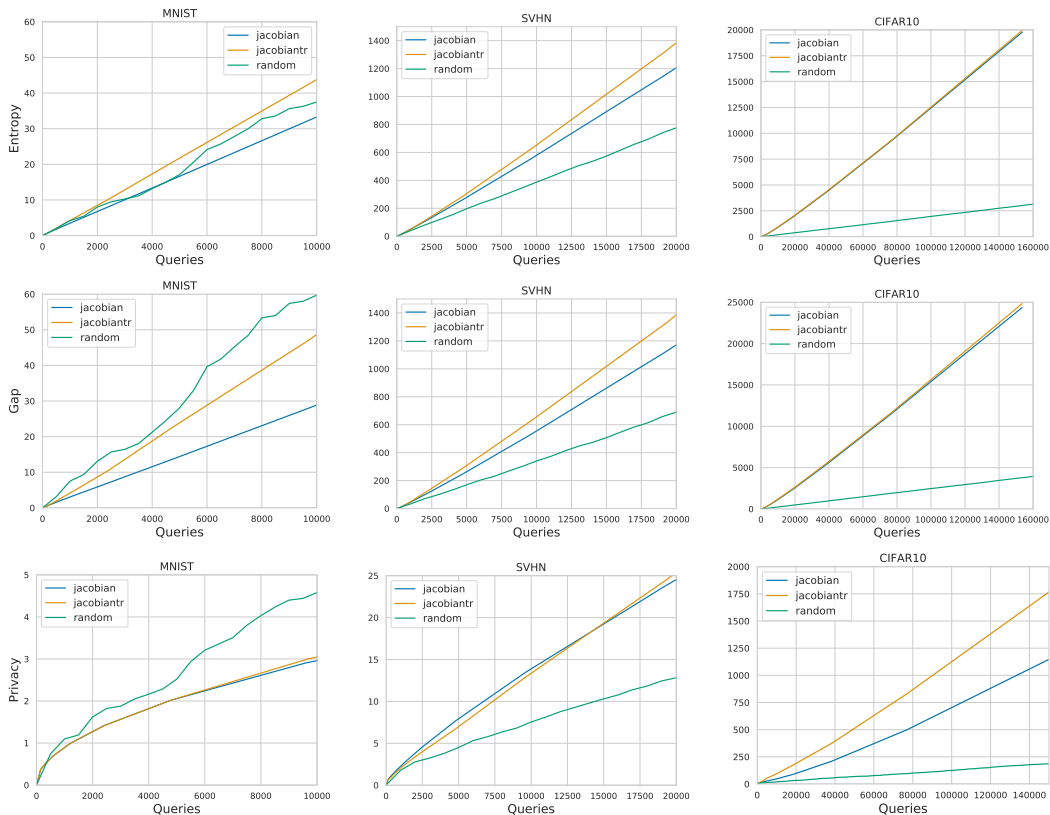 MNIST
Entropy
60
50
40
30
20
10
0
jacobian
jacobiantr
random
0 2000 4000 6000 8000 10000
Queries
SVHN
1400
1200
1000
800
600
400
200
0
jacobian
jacobiantr
random
0 2500 5000 7500 10000 12500 15000 17500 20000
Queries
CIFAR10
20000
17500
15000
12500
10000
7500
5000
2500
0
jacobian
jacobiantr
random
0 20000 40000 60000 80000 100000 120000 140000 160000
Queries
MNIST
Gap
60
50
40
30
20
10
0
jacobian
jacobiantr
random
0 2000 4000 6000 8000 10000
Queries
SVHN
1400
1200
1000
800
600
400
200
0
jacobian
jacobiantr
random
0 2500 5000 7500 10000 12500 15000 17500 20000
Queries
CIFAR10
25000
20000
15000
10000
5000
0
jacobian
jacobiantr
random
0 20000 40000 60000 80000 100000 120000 140000 160000
Queries
MNIST
Privacy
5
4
3
2
1
0
jacobian
jacobiantr
random
0 2000 4000 6000 8000 10000
Queries
SVHN
25
20
15
10
5
0
jacobian
jacobiantr
random
0 2500 5000 7500 10000 12500 15000 17500 20000
Queries
CIFAR10
2000
1750
1500
1250
1000
750
500
250
0
jacobian
jacobiantr
random
0 20000 40000 60000 80000 100000 120000 140000
Queries